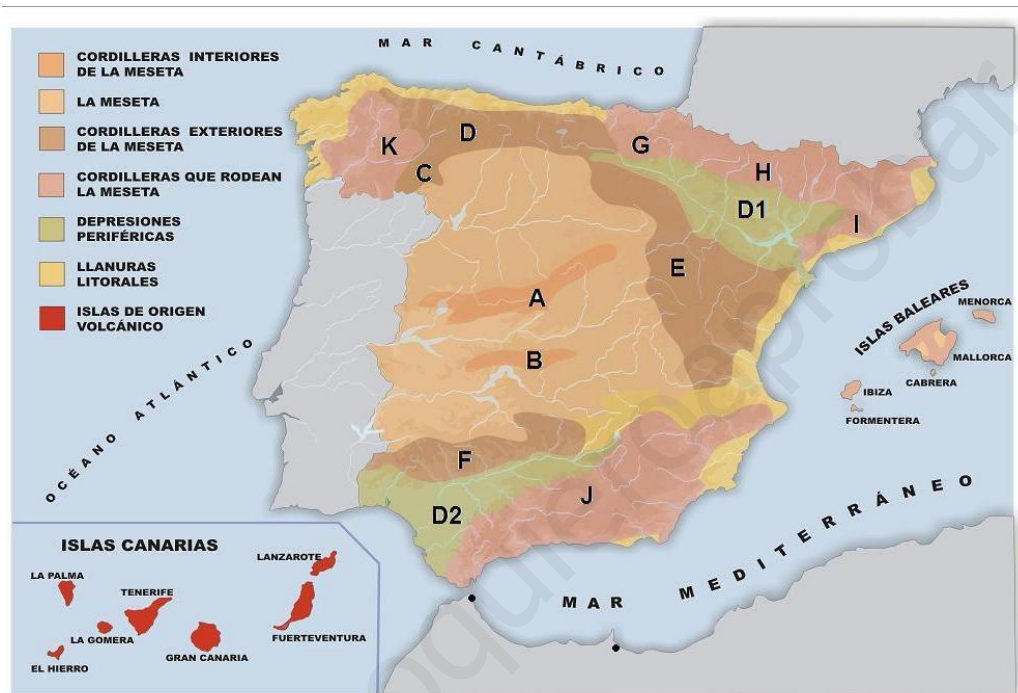 MAR CANTÁBRICO
CORDILLERAS INTERIORES
DE LA MESETA
LA MESETA
CORDILLERAS EXTERIORES
DE LA MESETA
CORDILLERAS QUE RODEAN
LA MESETA
DEPRESIONES
PERIFÉRICAS
LLANURAS
LITORALES
ISLAS DE ORIGEN
VOLCÁNICO
D
K
G
C
H
D1
I
E
A
B
F
D2
J
ISLAS BALEARES
MENORCA
MALLORCA
CABRERA
IBIZA
FORMENTERA
OCÉANO ATLÁNTICO
MAR MEDITERRÁNEO
ISLAS CANARIAS
LANZAROTE
LA PALMA
TENERIFE
LA GOMERA
FUERTEVENTURA
EL HIERRO
GRAN CANARIA